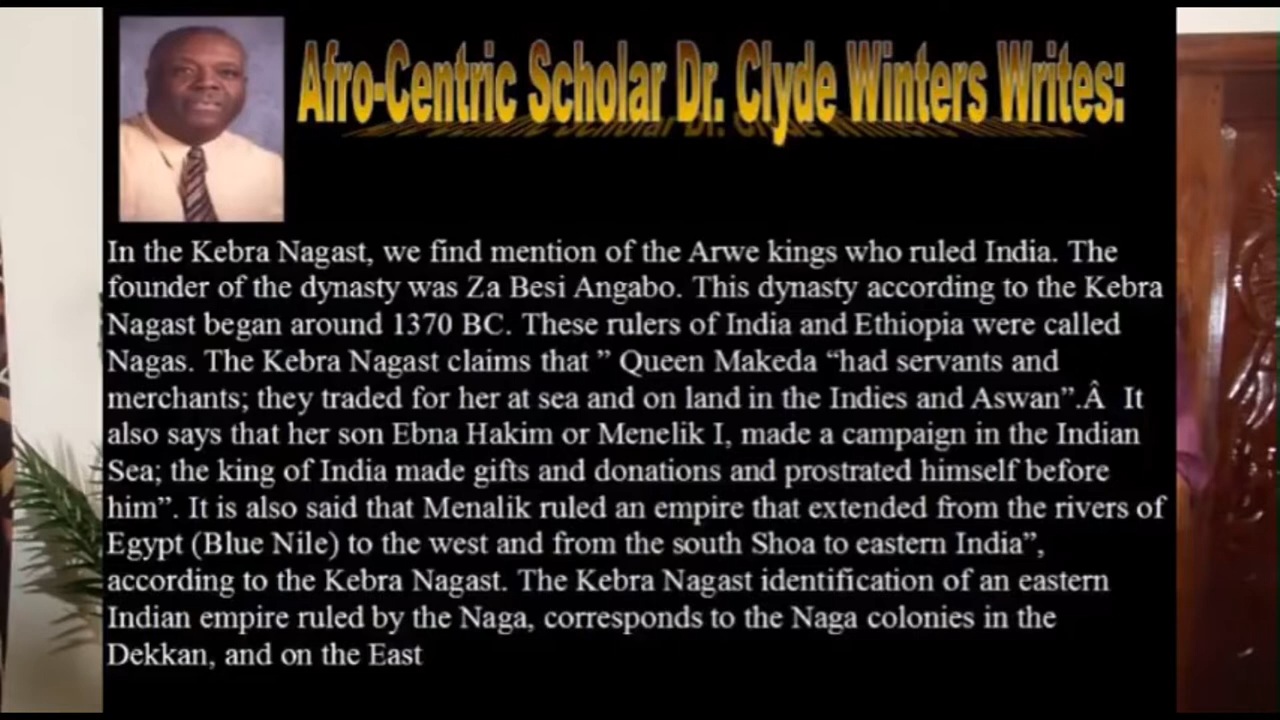 Afro-Centric Scholar Dr. Clyde Winters Writes:
In the Kebra Nagast, we find mention of the Arwe kings who ruled India. The
founder of the dynasty was Za Besi Angabo. This dynasty according to the Kebra
Nagast began around 1370 BC. These rulers of India and Ethiopia were called
Nagas. The Kebra Nagast claims that ” Queen Makeda “had servants and
merchants; they traded for her at sea and on land in the Indies and Aswan”.Â  It
also says that her son Ebna Hakim or Menelik I, made a campaign in the Indian
Sea; the king of India made gifts and donations and prostrated himself before
him”. It is also said that Menalik ruled an empire that extended from the rivers of
Egypt (Blue Nile) to the west and from the south Shoa to eastern India”,
according to the Kebra Nagast. The Kebra Nagast identification of an eastern
Indian empire ruled by the Naga, corresponds to the Naga colonies in the
Dekkan, and on the East